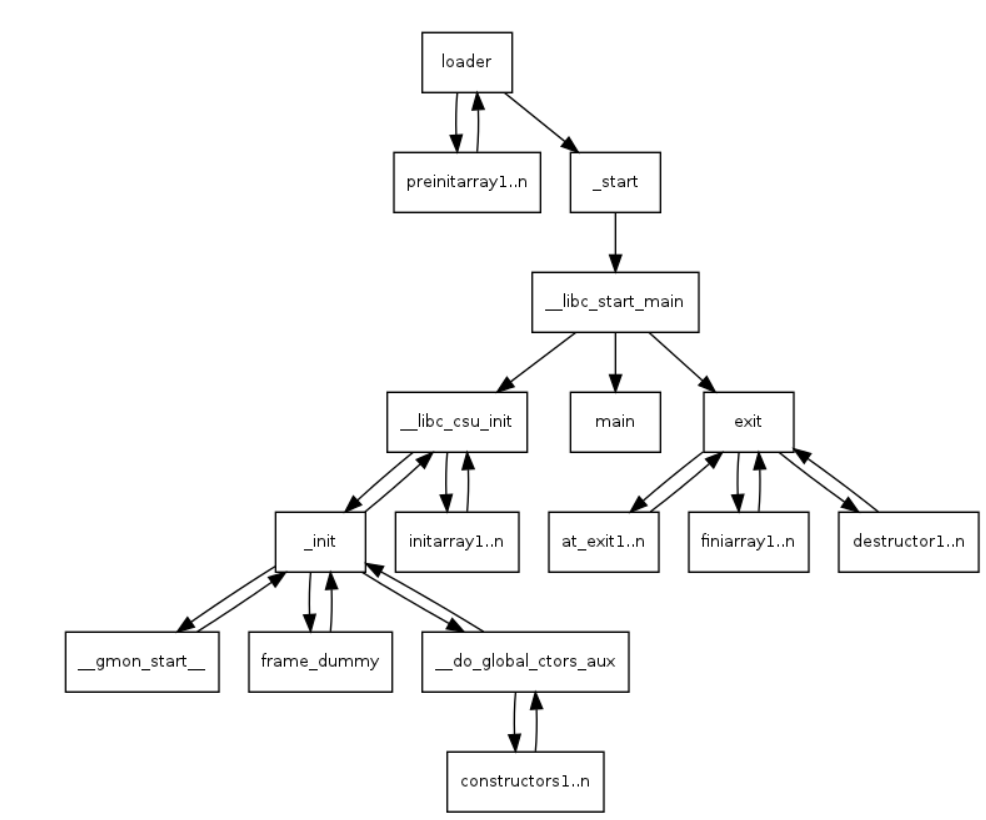 loader
preinitarray1..n
_start
__libc_start_main
__libc_csu_init
main
exit
_init
initarray1..n
at_exit1..n
finiarray1..n
destructor1..n
__gmon_start__
frame_dummy
__do_global_ctors_aux
constructors1..n